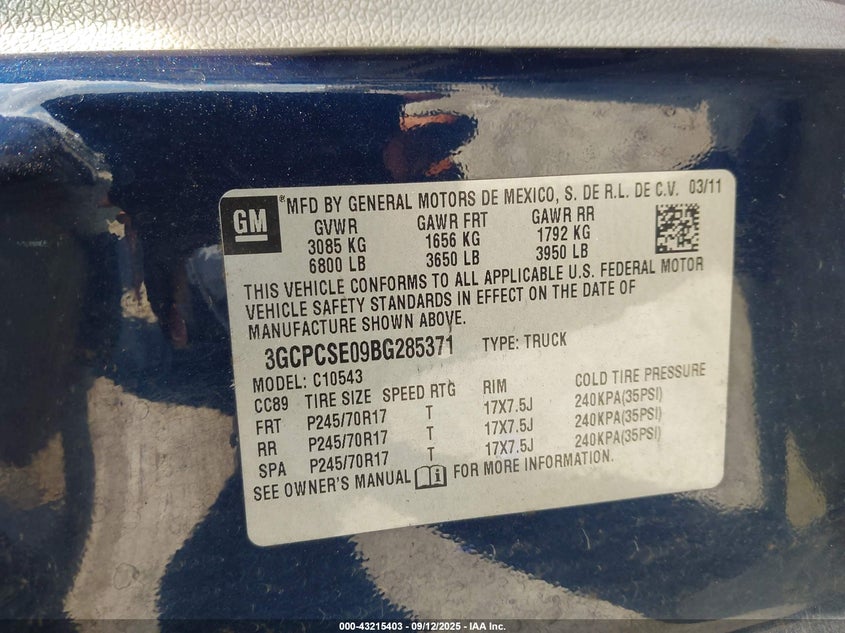 GM ® MFD BY GENERAL MOTORS DE MEXICO, S. DE R.L. DE C.V. 03/11
GVWR GAWR FRT GAWR RR
3085 KG 1656 KG 1792 KG
6800 LB 3650 LB 3950 LB
THIS VEHICLE CONFORMS TO ALL APPLICABLE U.S. FEDERAL MOTOR
VEHICLE SAFETY STANDARDS IN EFFECT ON THE DATE OF
MANUFACTURE SHOWN ABOVE.
3GCPCSE09BG285371 TYPE: TRUCK
MODEL: C10543
CC89 TIRE SIZE SPEED RTG RIM COLD TIRE PRESSURE
FRT P245/70R17 T 17X7.5J 240KPA(35PSI)
RR P245/70R17 T 17X7.5J 240KPA(35PSI)
SPA P245/70R17 T 17X7.5J 240KPA(35PSI)
SEE OWNER'S MANUAL FOR MORE INFORMATION.
000-43215403 - 09/12/2025 - IAA Inc.